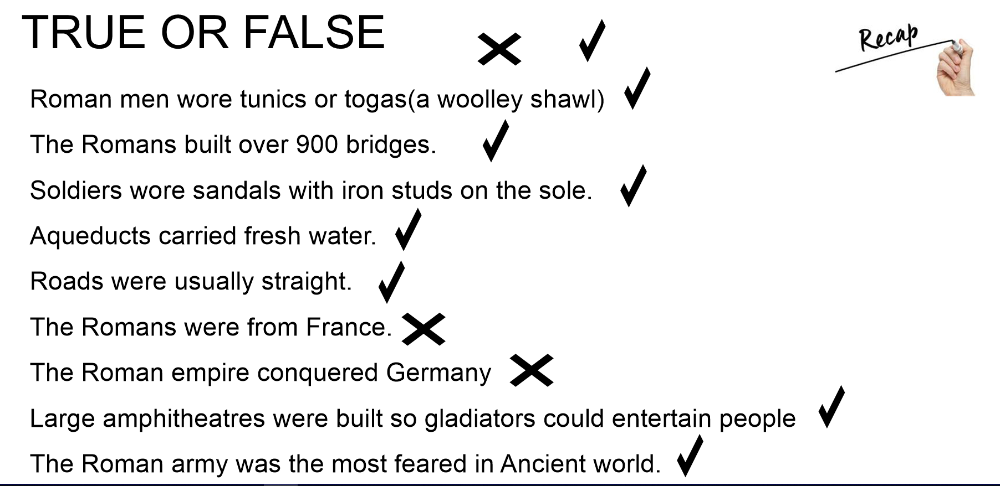 TRUE OR FALSE
Recap
Roman men wore tunics or togas(a woolley shawl)
The Romans built over 900 bridges.
Soldiers wore sandals with iron studs on the sole.
Aqueducts carried fresh water.
Roads were usually straight.
The Romans were from France.
The Roman empire conquered Germany
Large amphitheatres were built so gladiators could entertain people
The Roman army was the most feared in Ancient world.